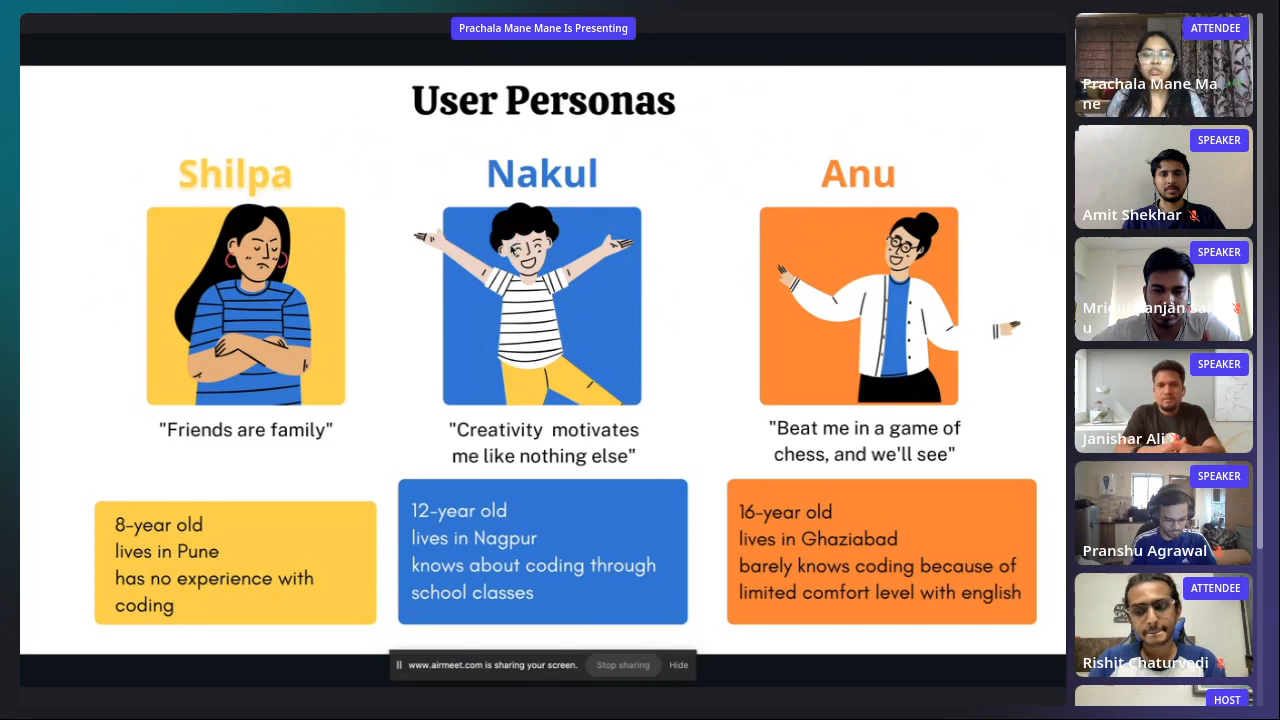 Prachala Mane Mane Is Presenting
User Personas
Shilpa
Nakul
Anu
"Friends are family"
"Creativity motivates
me like nothing else"
"Beat me in a game of
chess, and we'll see"
8-year old
lives in Pune
has no experience with
coding
12-year old
lives in Nagpur
knows about coding through
school classes
16-year old
lives in Ghaziabad
barely knows coding because of
limited comfort level with english
www.airmeet.com is sharing your screen.
Stop sharing
Hide
ATTENDEE
Prachala Mane Ma
ne
SPEAKER
Amit Shekhar
SPEAKER
u
SPEAKER
Janishar Ali
SPEAKER
Pranshu Agrawal
ATTENDEE
Rishit Chaturvedi
HOST